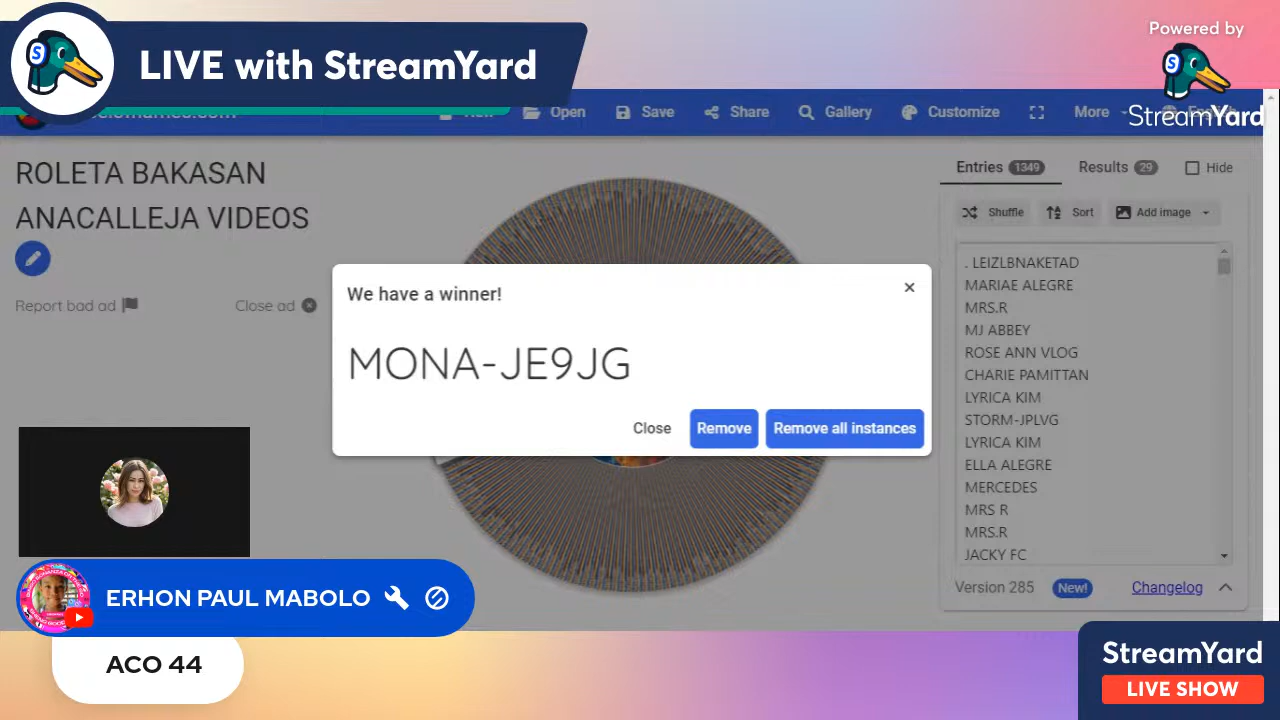 LIVE with StreamYard
Powered by
StreamYard
Open
Save
Share
Gallery
Customize
More
ROLETA BAKASAN
ANACALLEJA VIDEOS
Report bad ad
Close ad
Entries 1349
Results 29
Hide
Shuffle
Sort
Add image
. LEIZLBNAKETAD
MARIAE ALEGRE
MRS.R
MJ ABBEY
ROSE ANN VLOG
CHARIE PAMITTAN
LYRICA KIM
STORM-JPLVG
LYRICA KIM
ELLA ALEGRE
MERCEDES
MRS R
MRS.R
JACKY FC
Version 285
New!
Changelog
We have a winner!
MONA-JE9JG
Close
Remove
Remove all instances
ERHON PAUL MABOLO
ACO 44
StreamYard
LIVE SHOW